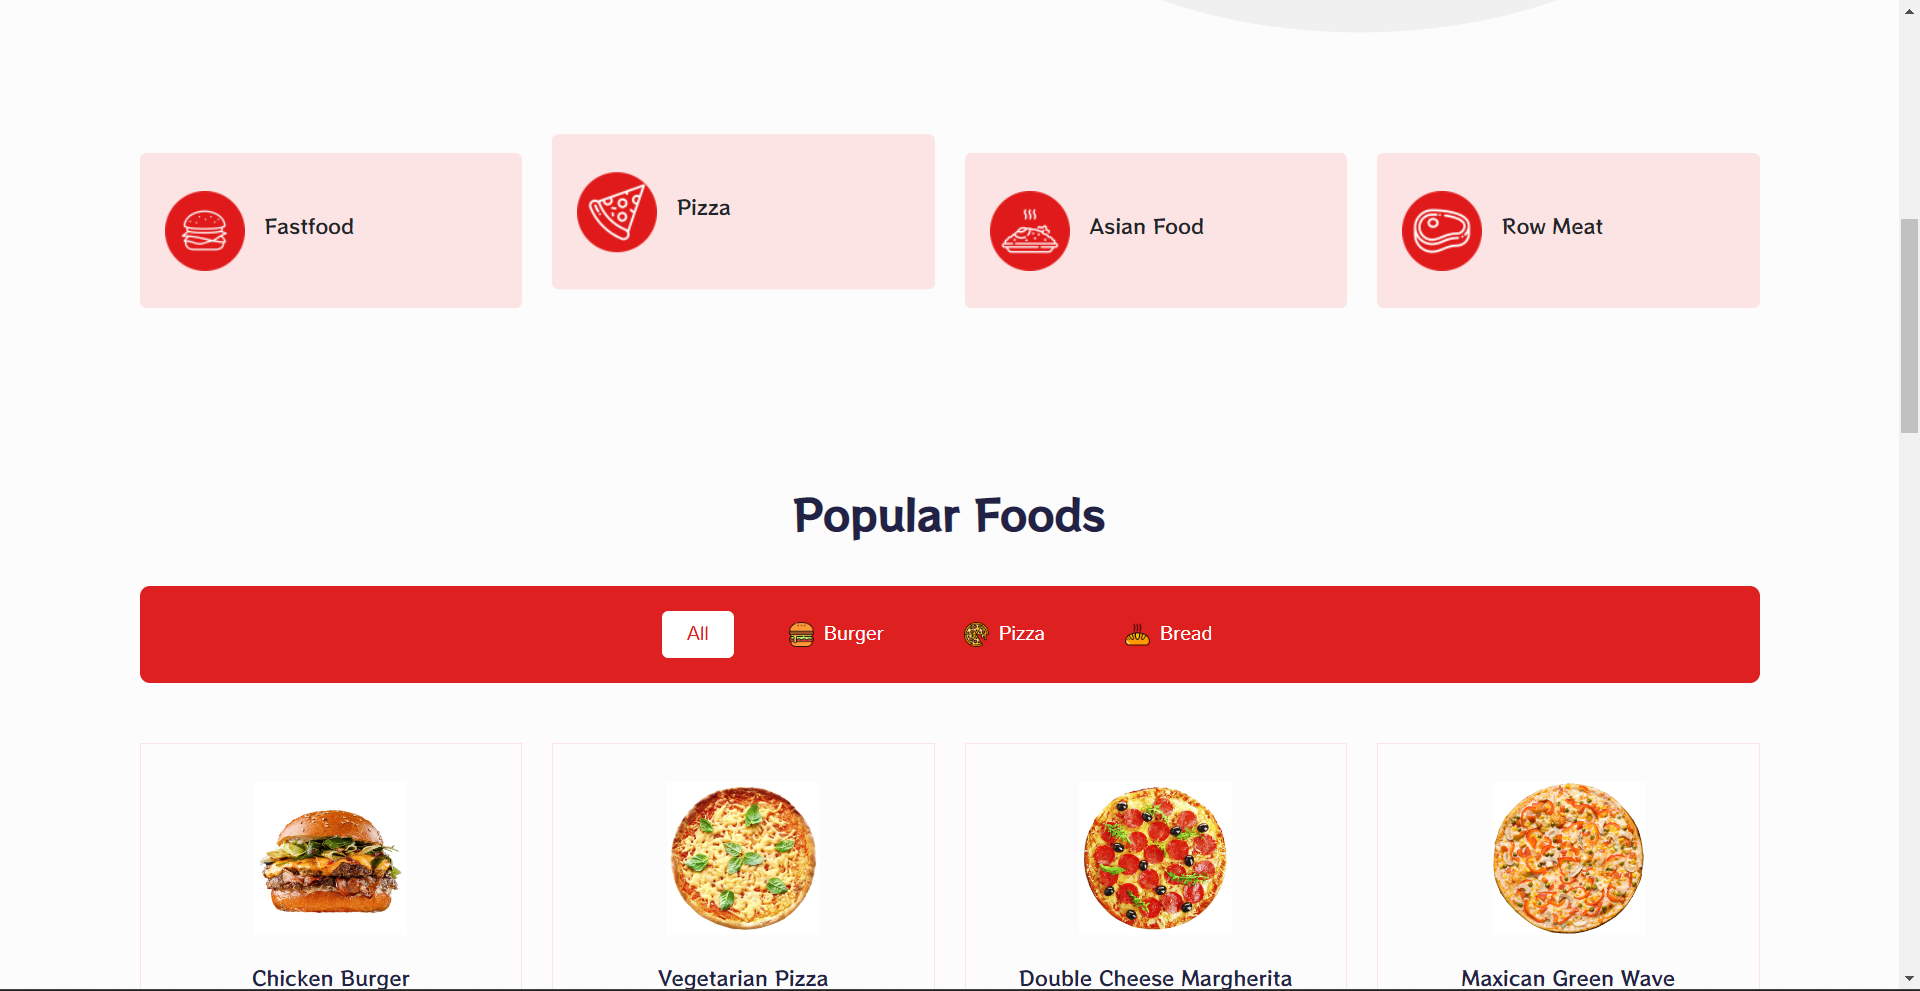 Fastfood
Pizza
Asian Food
Row Meat
Popular Foods
All
Burger
Pizza
Bread
Chicken Burger
Vegetarian Pizza
Double Cheese Margherita
Maxican Green Wave